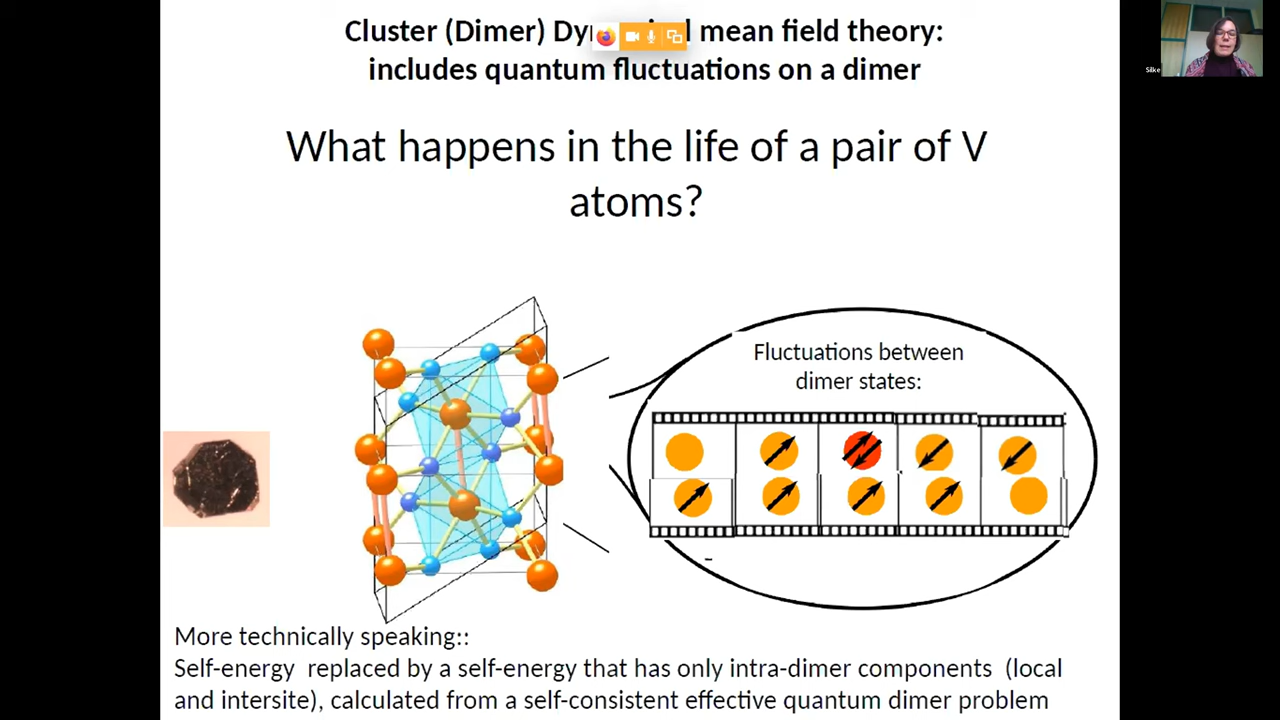 Cluster (Dimer) Dy l mean field theory:
includes quantum fluctuations on a dimer
Silke
What happens in the life of a pair of V
atoms?
Fluctuations between
dimer states:
More technically speaking::
Self-energy replaced by a self-energy that has only intra-dimer components (local
and intersite), calculated from a self-consistent effective quantum dimer problem